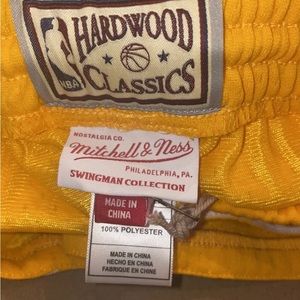 HARDWOOD
NBA
CLASSICS
NOSTALGIA CO.
Mitchell & Ness
PHILADELPHIA, PA.
SWINGMAN COLLECTION
MADE IN
CHINA
100% POLYESTER
MADE IN CHINA
HECHO EN CHINA
FABRIQUE EN CHINE